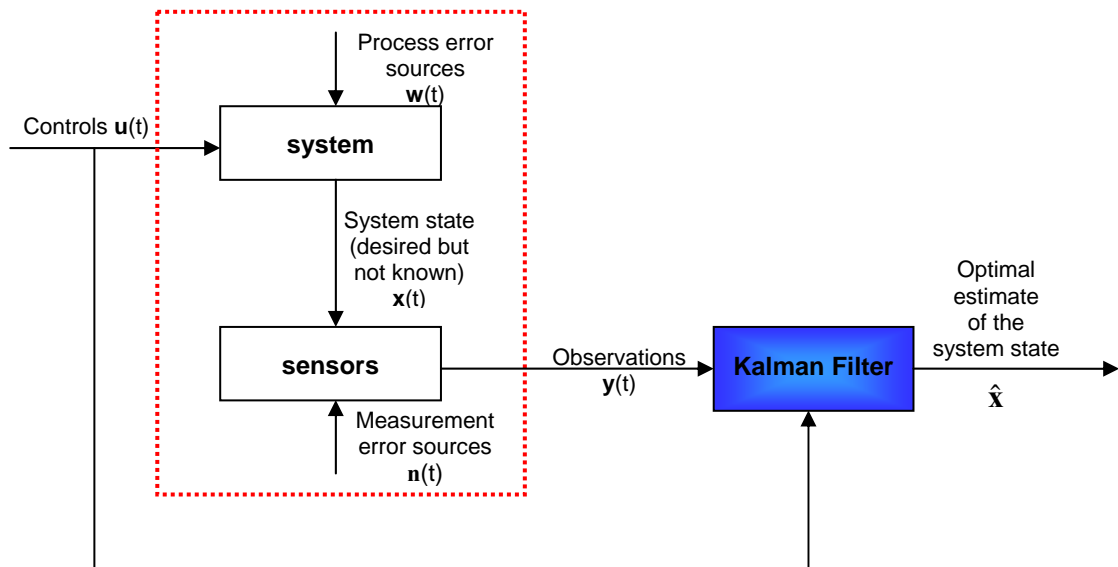 Process error
sources
w(t)
Controls u(t)
system
System state
(desired but
not known)
x(t)
sensors
Measurement
error sources
n(t)
Observations
y(t)
Kalman Filter
Optimal
estimate
of the
system state
x̂